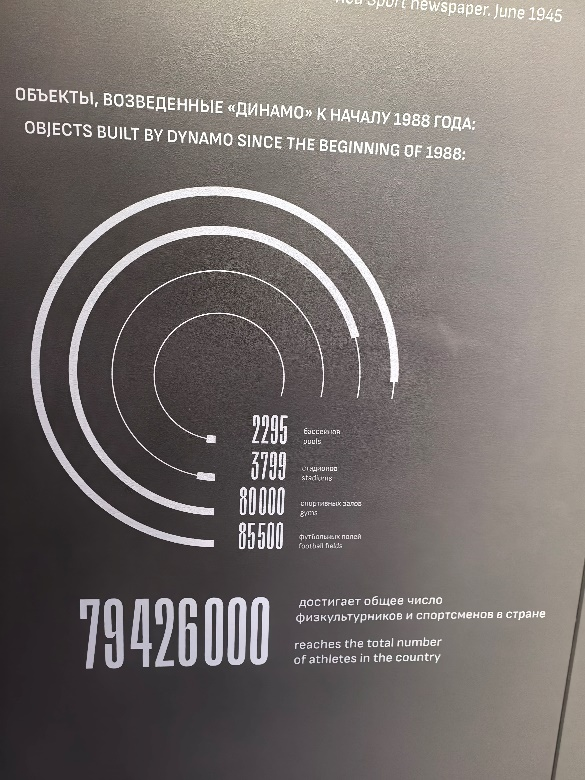 Sport newspaper. June 1945
ОБЪЕКТЫ, ВОЗВЕДЕННЫЕ «ДИНАМО» К НАЧАЛУ 1988 ГОДА:
OBJECTS BUILT BY DYNAMO SINCE THE BEGINNING OF 1988:
2295 бассейнов
pools
3799 стадионов
stadiums
80000 спортивных залов
gyms
85500 футбольных полей
football fields
79426000 достигает общее число
физкультурников и спортсменов в стране
reaches the total number
of athletes in the country